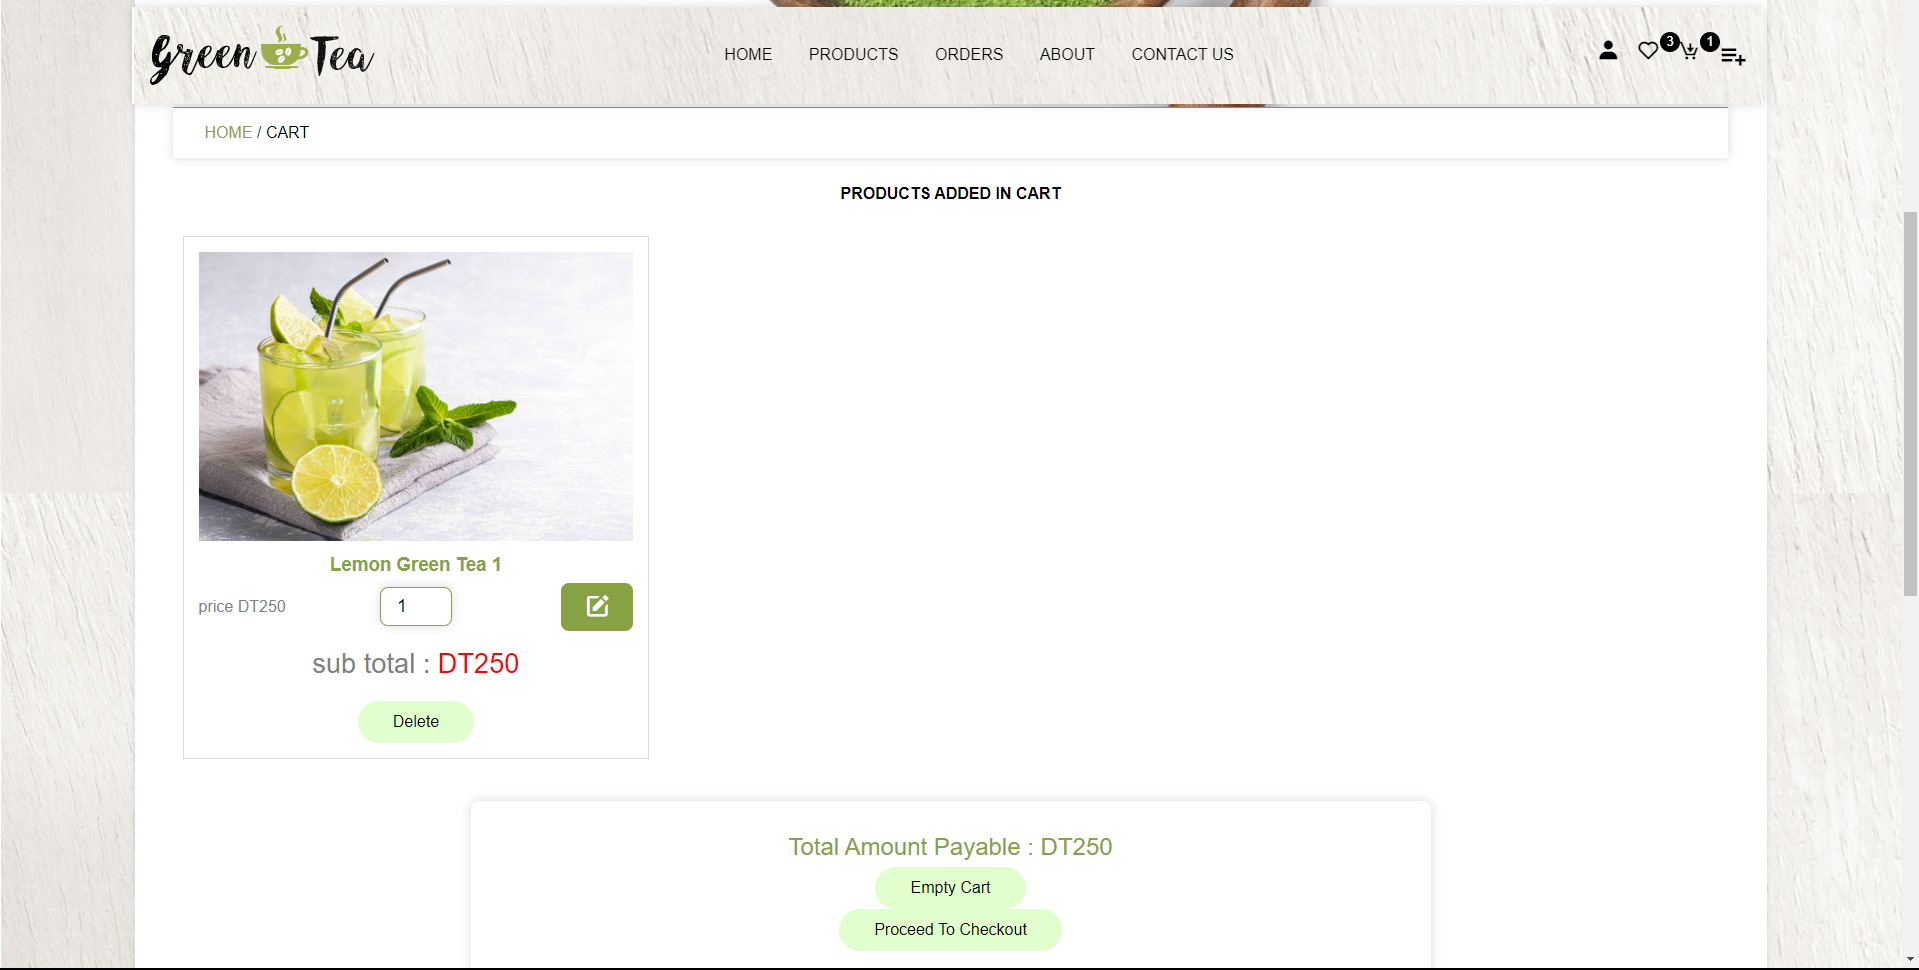 Green Tea
HOME PRODUCTS ORDERS ABOUT CONTACT US
3 1
HOME / CART
PRODUCTS ADDED IN CART
Lemon Green Tea 1
price DT250 1
sub total : DT250
Delete
Total Amount Payable : DT250
Empty Cart
Proceed To Checkout